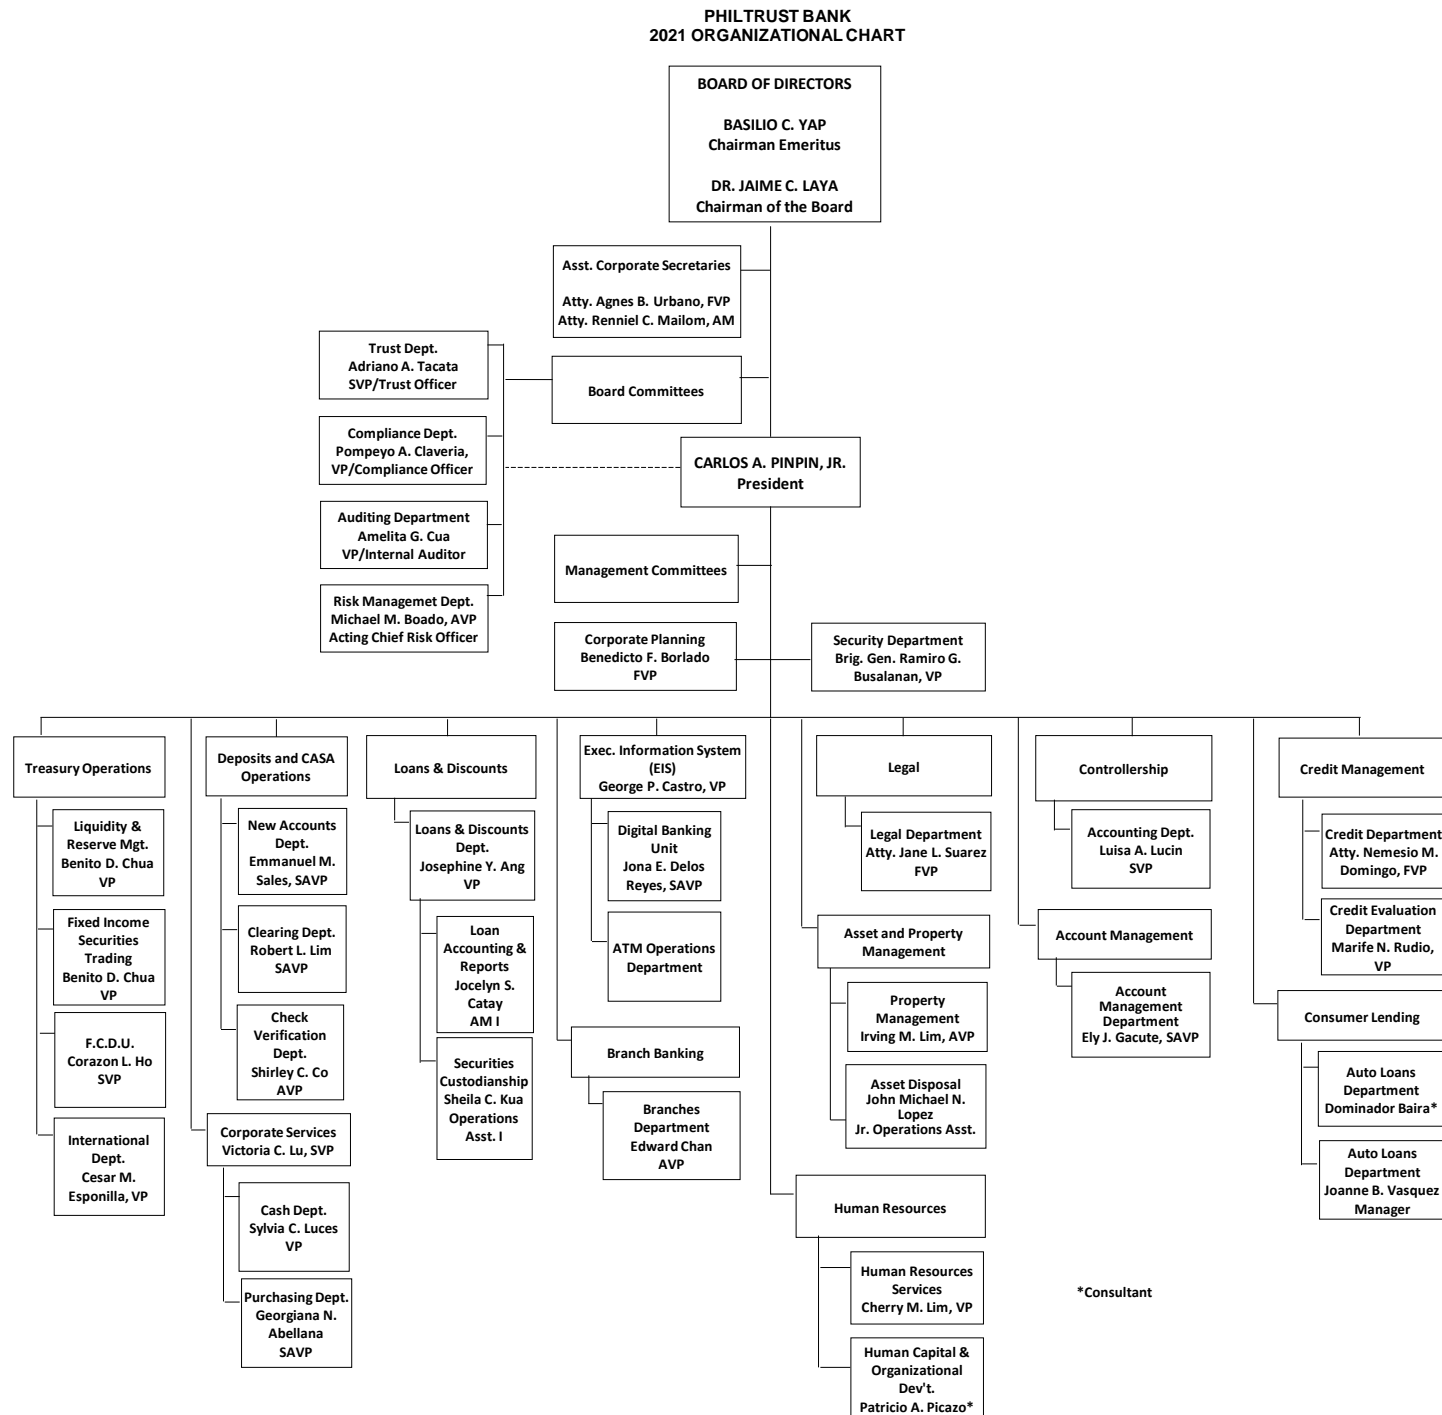 PHILTRUST BANK
2021 ORGANIZATIONAL CHART
BOARD OF DIRECTORS
BASILIO C. YAP
Chairman Emeritus
DR. JAIME C. LAYA
Chairman of the Board
Asst. Corporate Secretaries
Atty. Agnes B. Urbano, FVP
Atty. Renniel C. Mailom, AM
Trust Dept.
Adriano A. Tacata
SVP/Trust Officer
Board Committees
Compliance Dept.
Pompeyo A. Claveria,
VP/Compliance Officer
CARLOS A. PINPIN, JR.
President
Auditing Department
Amelita G. Cua
VP/Internal Auditor
Management Committees
Risk Managemet Dept.
Michael M. Boado, AVP
Acting Chief Risk Officer
Corporate Planning
Benedicto F. Borlado
FVP
Security Department
Brig. Gen. Ramiro G.
Busalanan, VP
Treasury Operations
Liquidity &
Reserve Mgt.
Benito D. Chua
VP
Fixed Income
Securities
Trading
Benito D. Chua
VP
F.C.D.U.
Corazon L. Ho
SVP
International
Dept.
Cesar M.
Esponilla, VP
Deposits and CASA
Operations
New Accounts
Dept.
Emmanuel M.
Sales, SAVP
Clearing Dept.
Robert L. Lim
SAVP
Check
Verification
Dept.
Shirley C. Co
AVP
Corporate Services
Victoria C. Lu, SVP
Cash Dept.
Sylvia C. Luces
VP
Purchasing Dept.
Georgiana N.
Abellana
SAVP
Loans & Discounts
Loans & Discounts
Dept.
Josephine Y. Ang
VP
Loan
Accounting &
Reports
Jocelyn S.
Catay
AM I
Securities
Custodianship
Sheila C. Kua
Operations
Asst. I
Exec. Information System
(EIS)
George P. Castro, VP
Digital Banking
Unit
Jona E. Delos
Reyes, SAVP
ATM Operations
Department
Branch Banking
Branches
Department
Edward Chan
AVP
Legal
Legal Department
Atty. Jane L. Suarez
FVP
Asset and Property
Management
Property
Management
Irving M. Lim, AVP
Asset Disposal
John Michael N.
Lopez
Jr. Operations Asst.
Human Resources
Human Resources
Services
Cherry M. Lim, VP
Human Capital &
Organizational
Dev't.
Patricio A. Picazo*
Controllership
Accounting Dept.
Luisa A. Lucin
SVP
Account Management
Account
Management
Department
Ely J. Gacute, SAVP
Credit Management
Credit Department
Atty. Nemesio M.
Domingo, FVP
Credit Evaluation
Department
Marife N. Rudio,
VP
Consumer Lending
Auto Loans
Department
Dominador Baira*
Auto Loans
Department
Joanne B. Vasquez
Manager
*Consultant